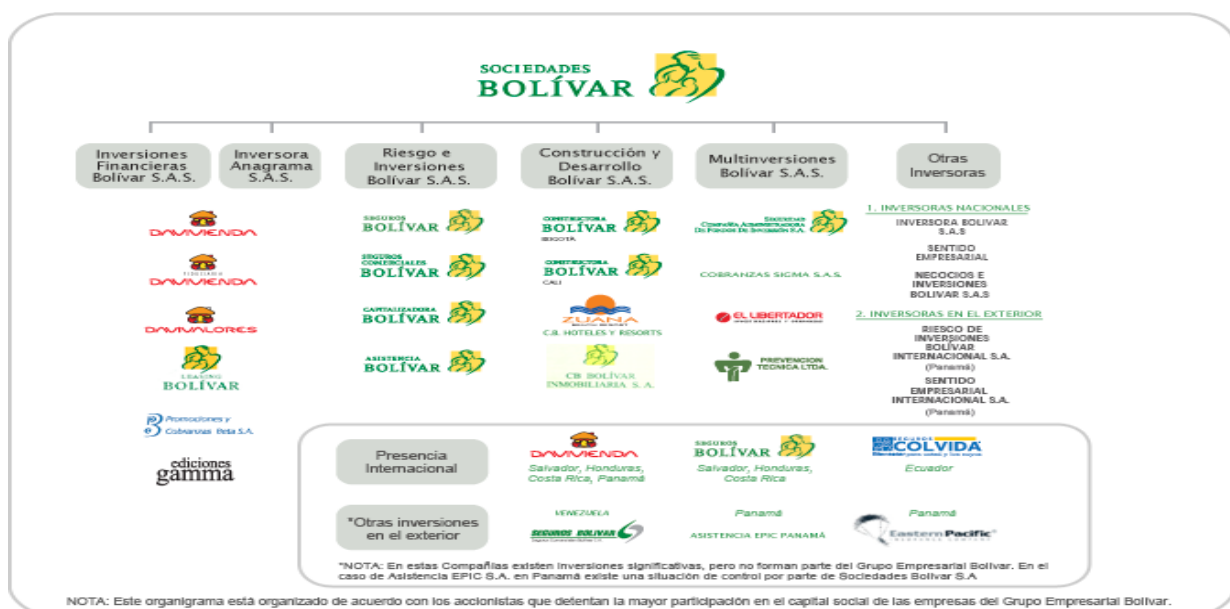 SOCIEDADES
BOLÍVAR
Inversiones
Financieras
Bolívar S.A.S.
Inversora
Anagrama
S.A.S.
Riesgo e
Inversiones
Bolívar S.A.S.
Construcción y
Desarrollo
Bolívar S.A.S.
Multinversiones
Bolívar S.A.S.
Otras
Inversoras
DAVIVIENDA
FIDUCIARIA
DAVIVIENDA
DAVIVALORES
LEASING
BOLÍVAR
Promociones y
Cobranzas Beta S.A.
ediciones
gamma
SEGUROS
BOLÍVAR
SEGUROS
COMERCIALES
BOLÍVAR
CAPITALIZADORA
BOLÍVAR
ASISTENCIA
BOLÍVAR
CONSTRUCTORA
BOLÍVAR
BOGOTÁ
CONSTRUCTORA
BOLÍVAR
CALI
ZUANA
BEACH RESORT
C.B. HOTELES Y RESORTS
CB BOLÍVAR
INMOBILIARIA S. A.
SEGURIDAD
COMPAÑÍA ADMINISTRADORA
DE FONDOS DE INVERSIÓN S.A.
COBRANZAS SIGMA S.A.S.
EL LIBERTADOR
PREVENCION
TECNICA LTDA.
1. INVERSORAS NACIONALES
INVERSORA BOLIVAR
S.A.S
SENTIDO
EMPRESARIAL
NEGOCIOS E
INVERSIONES
BOLIVAR S.A.S
2. INVERSORAS EN EL EXTERIOR
RIESGO DE
INVERSIONES
BOLÍVAR
INTERNACIONAL S.A.
(Panamá)
SENTIDO
EMPRESARIAL
INTERNACIONAL S.A.
(Panamá)
Presencia
Internacional
DAVIVIENDA
Salvador, Honduras,
Costa Rica, Panamá
SEGUROS
BOLÍVAR
Salvador, Honduras,
Costa Rica
SEGUROS
COLVIDA
Ecuador
*Otras inversiones
en el exterior
VENEZUELA
SEGUROS BOLIVAR
Panamá
ASISTENCIA EPIC PANAMÁ
Panamá
Eastern Pacific
*NOTA: En estas Compañías existen Inversiones significativas, pero no forman parte del Grupo Empresarial Bolívar. En el
caso de Asistencia EPIC S.A. en Panamá existe una situación de control por parte de Sociedades Bolívar S.A
NOTA: Este organigrama está organizado de acuerdo con los accionistas que detentan la mayor participación en el capital social de las empresas del Grupo Empresarial Bolívar.